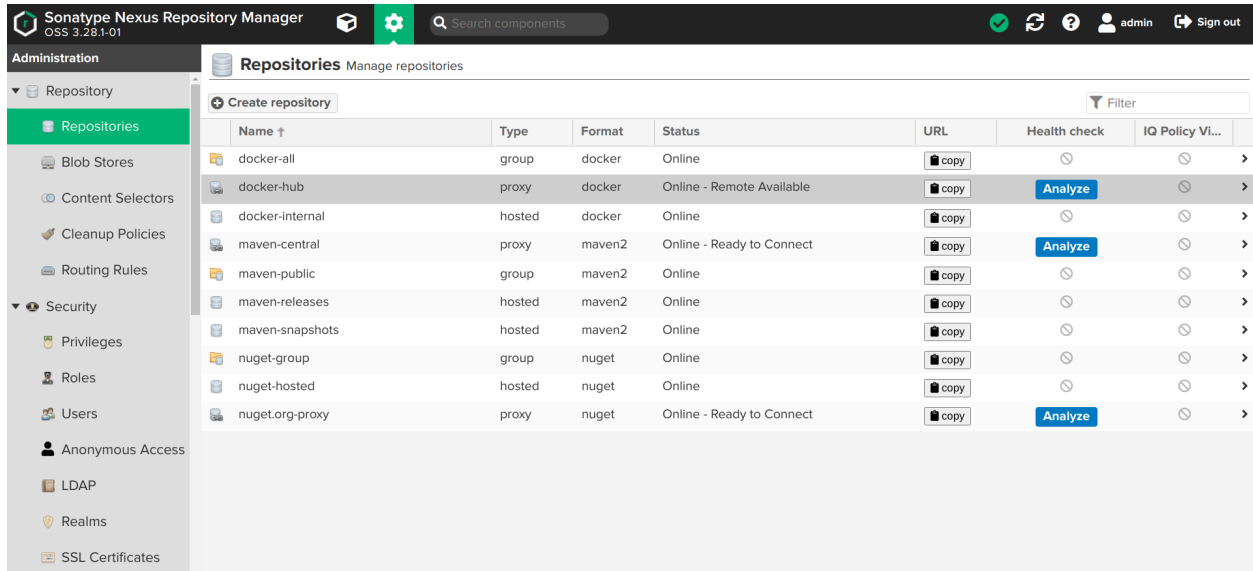 Sonatype Nexus Repository Manager
OSS 3.28.1-01
Search components
admin
Sign out
Administration
Repositories Manage repositories
Repository
Repositories
Blob Stores
Content Selectors
Cleanup Policies
Routing Rules
Security
Privileges
Roles
Users
Anonymous Access
LDAP
Realms
SSL Certificates
Create repository
Filter
Name Type Format Status URL Health check IQ Policy Vi...
docker-all group docker Online copy
docker-hub proxy docker Online - Remote Available copy Analyze
docker-internal hosted docker Online copy
maven-central proxy maven2 Online - Ready to Connect copy Analyze
maven-public group maven2 Online copy
maven-releases hosted maven2 Online copy
maven-snapshots hosted maven2 Online copy
nuget-group group nuget Online copy
nuget-hosted hosted nuget Online copy
nuget.org-proxy proxy nuget Online - Ready to Connect copy Analyze